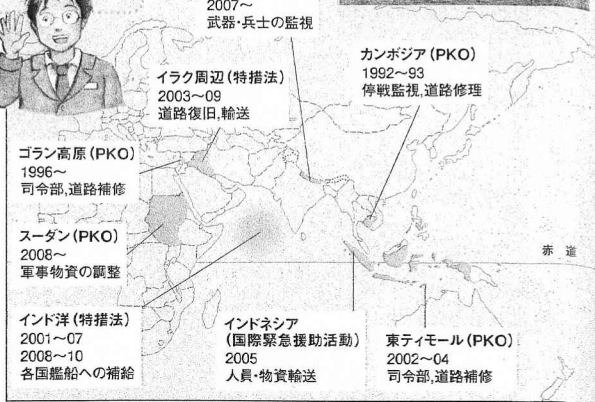 2007～
武器・兵士の監視
カンボジア（PKO）
1992～93
停戦監視,道路修理
イラク周辺（特措法）
2003～09
道路復旧,輸送
ゴラン高原（PKO）
1996～
司令部,道路補修
スーダン（PKO）
2008～
軍事物資の調整
赤道
インド洋（特措法）
2001～07
2008～10
各国艦船への補給
インドネシア
（国際緊急援助活動）
2005
人員・物資輸送
東ティモール（PKO）
2002～04
司令部,道路補修